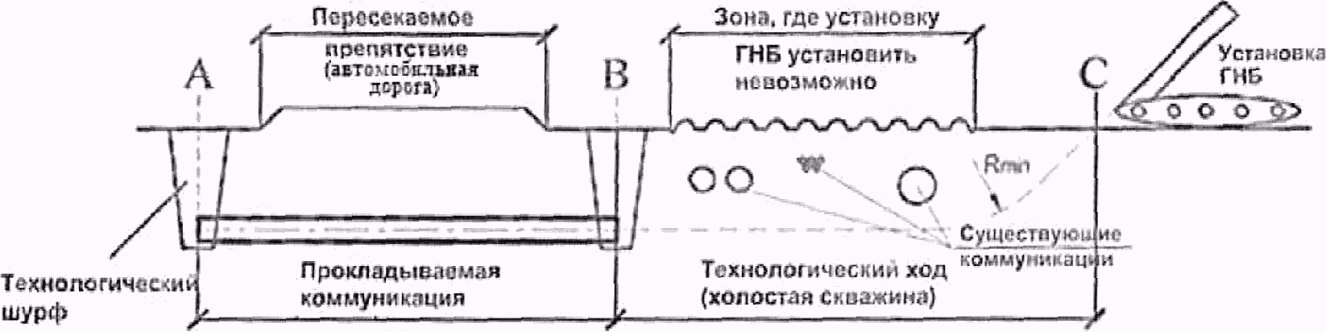 Пересекаемое
препятствие
(автомобильная
дорога)
Зона, где установку
ГНБ установить
невозможно
A
B
C
Установка
ГНБ
Rmin
Существующие
коммуникации
Технологический
шурф
Прокладываемая
коммуникация
Технологический ход
(холостая скважина)